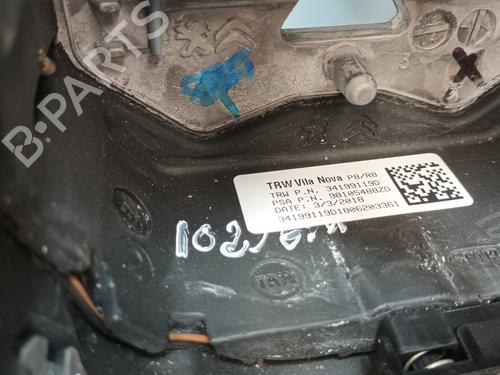 B-PARTS
TRW Vila Nova P8/R8
TRW P.N. 34199119D
PSA P.N. 98105488ZD
DATE: 3/3/2018
34199119D1806203361